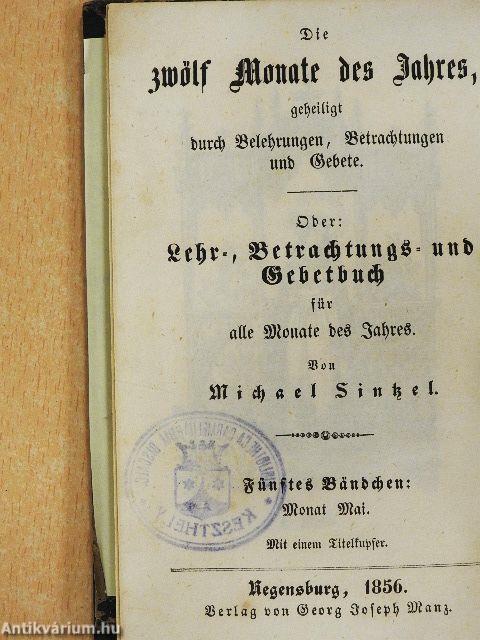 Die
zwölf Monate des Jahres,
geheiligt
durch Belehrungen, Betrachtungen
und Gebete.
Oder:
Lehr-, Betrachtungs- und
Gebetbuch
für
alle Monate des Jahres.
Von
Michael Sintzel.
Fünftes Bändchen:
Monat Mai.
Mit einem Titelkupfer.
Regensburg, 1856.
Verlag von Georg Joseph Manz.
KESZTHELY
Antikvárium.hu